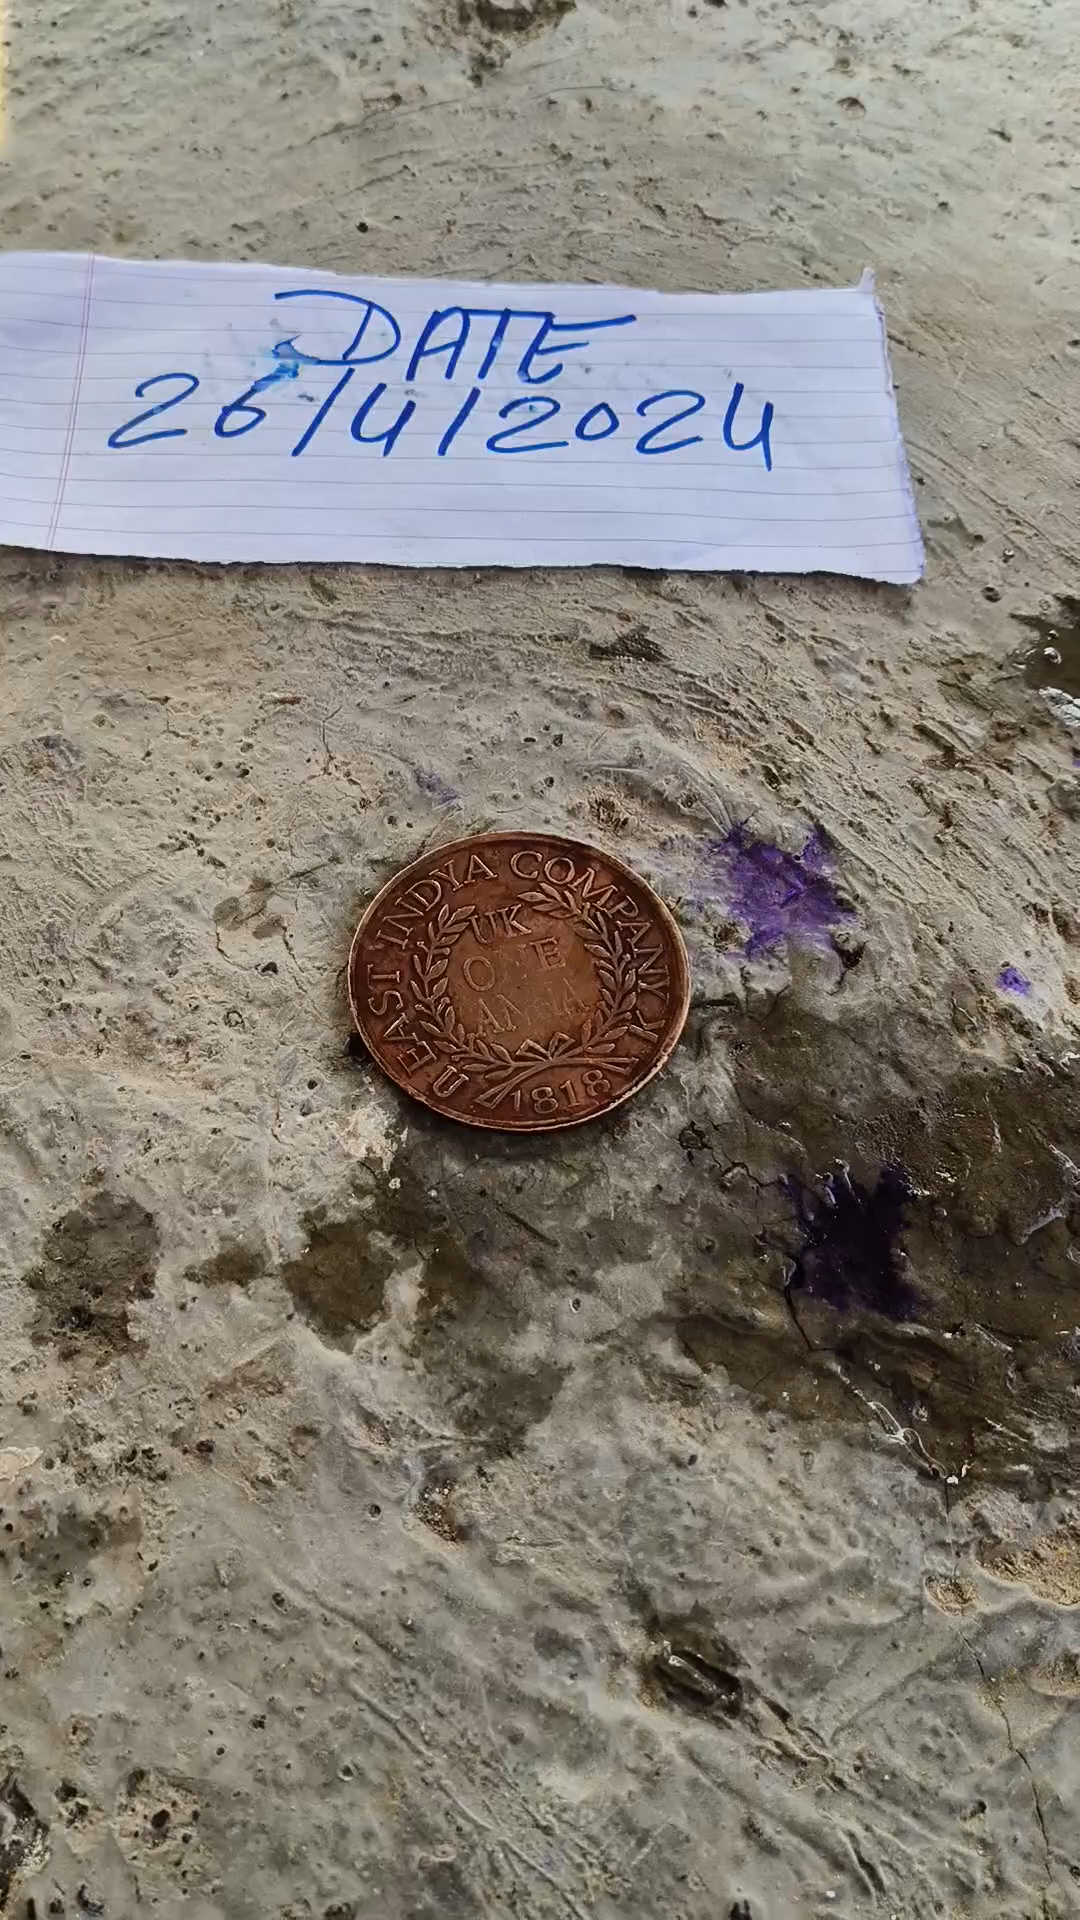 DATE
26/4/2024
U EAST INDYA COMPANY K
UK
ONE
ANNA
1818